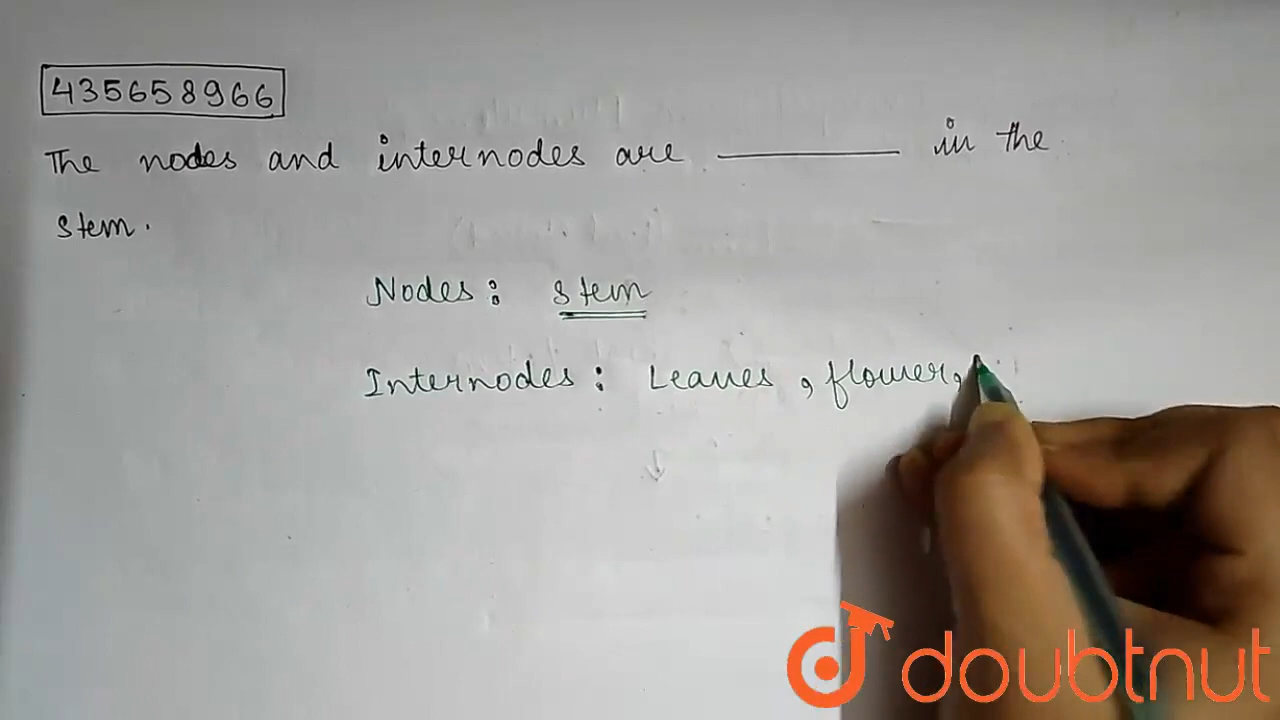 435658966
The nodes and internodes are ________ in the
stem.
Nodes: stem
Internodes: Leaves, flower,
doubtnut